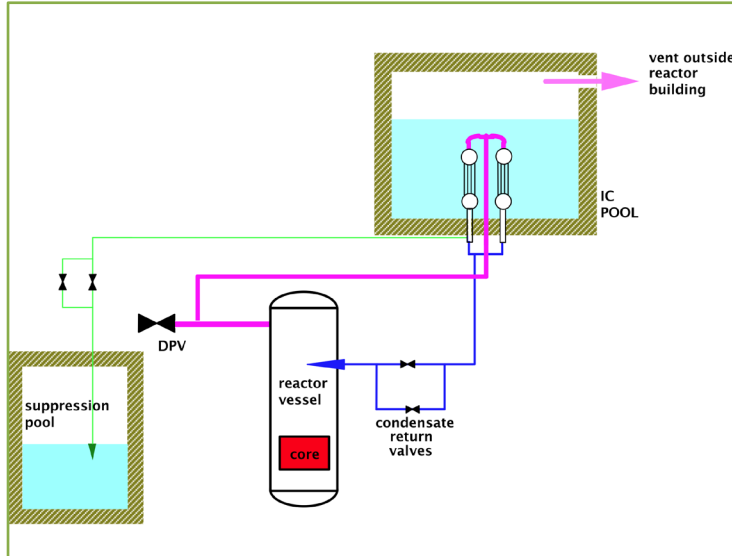 vent outside
reactor
building
IC
POOL
DPV
suppression
pool
reactor
vessel
core
condensate
return
valves